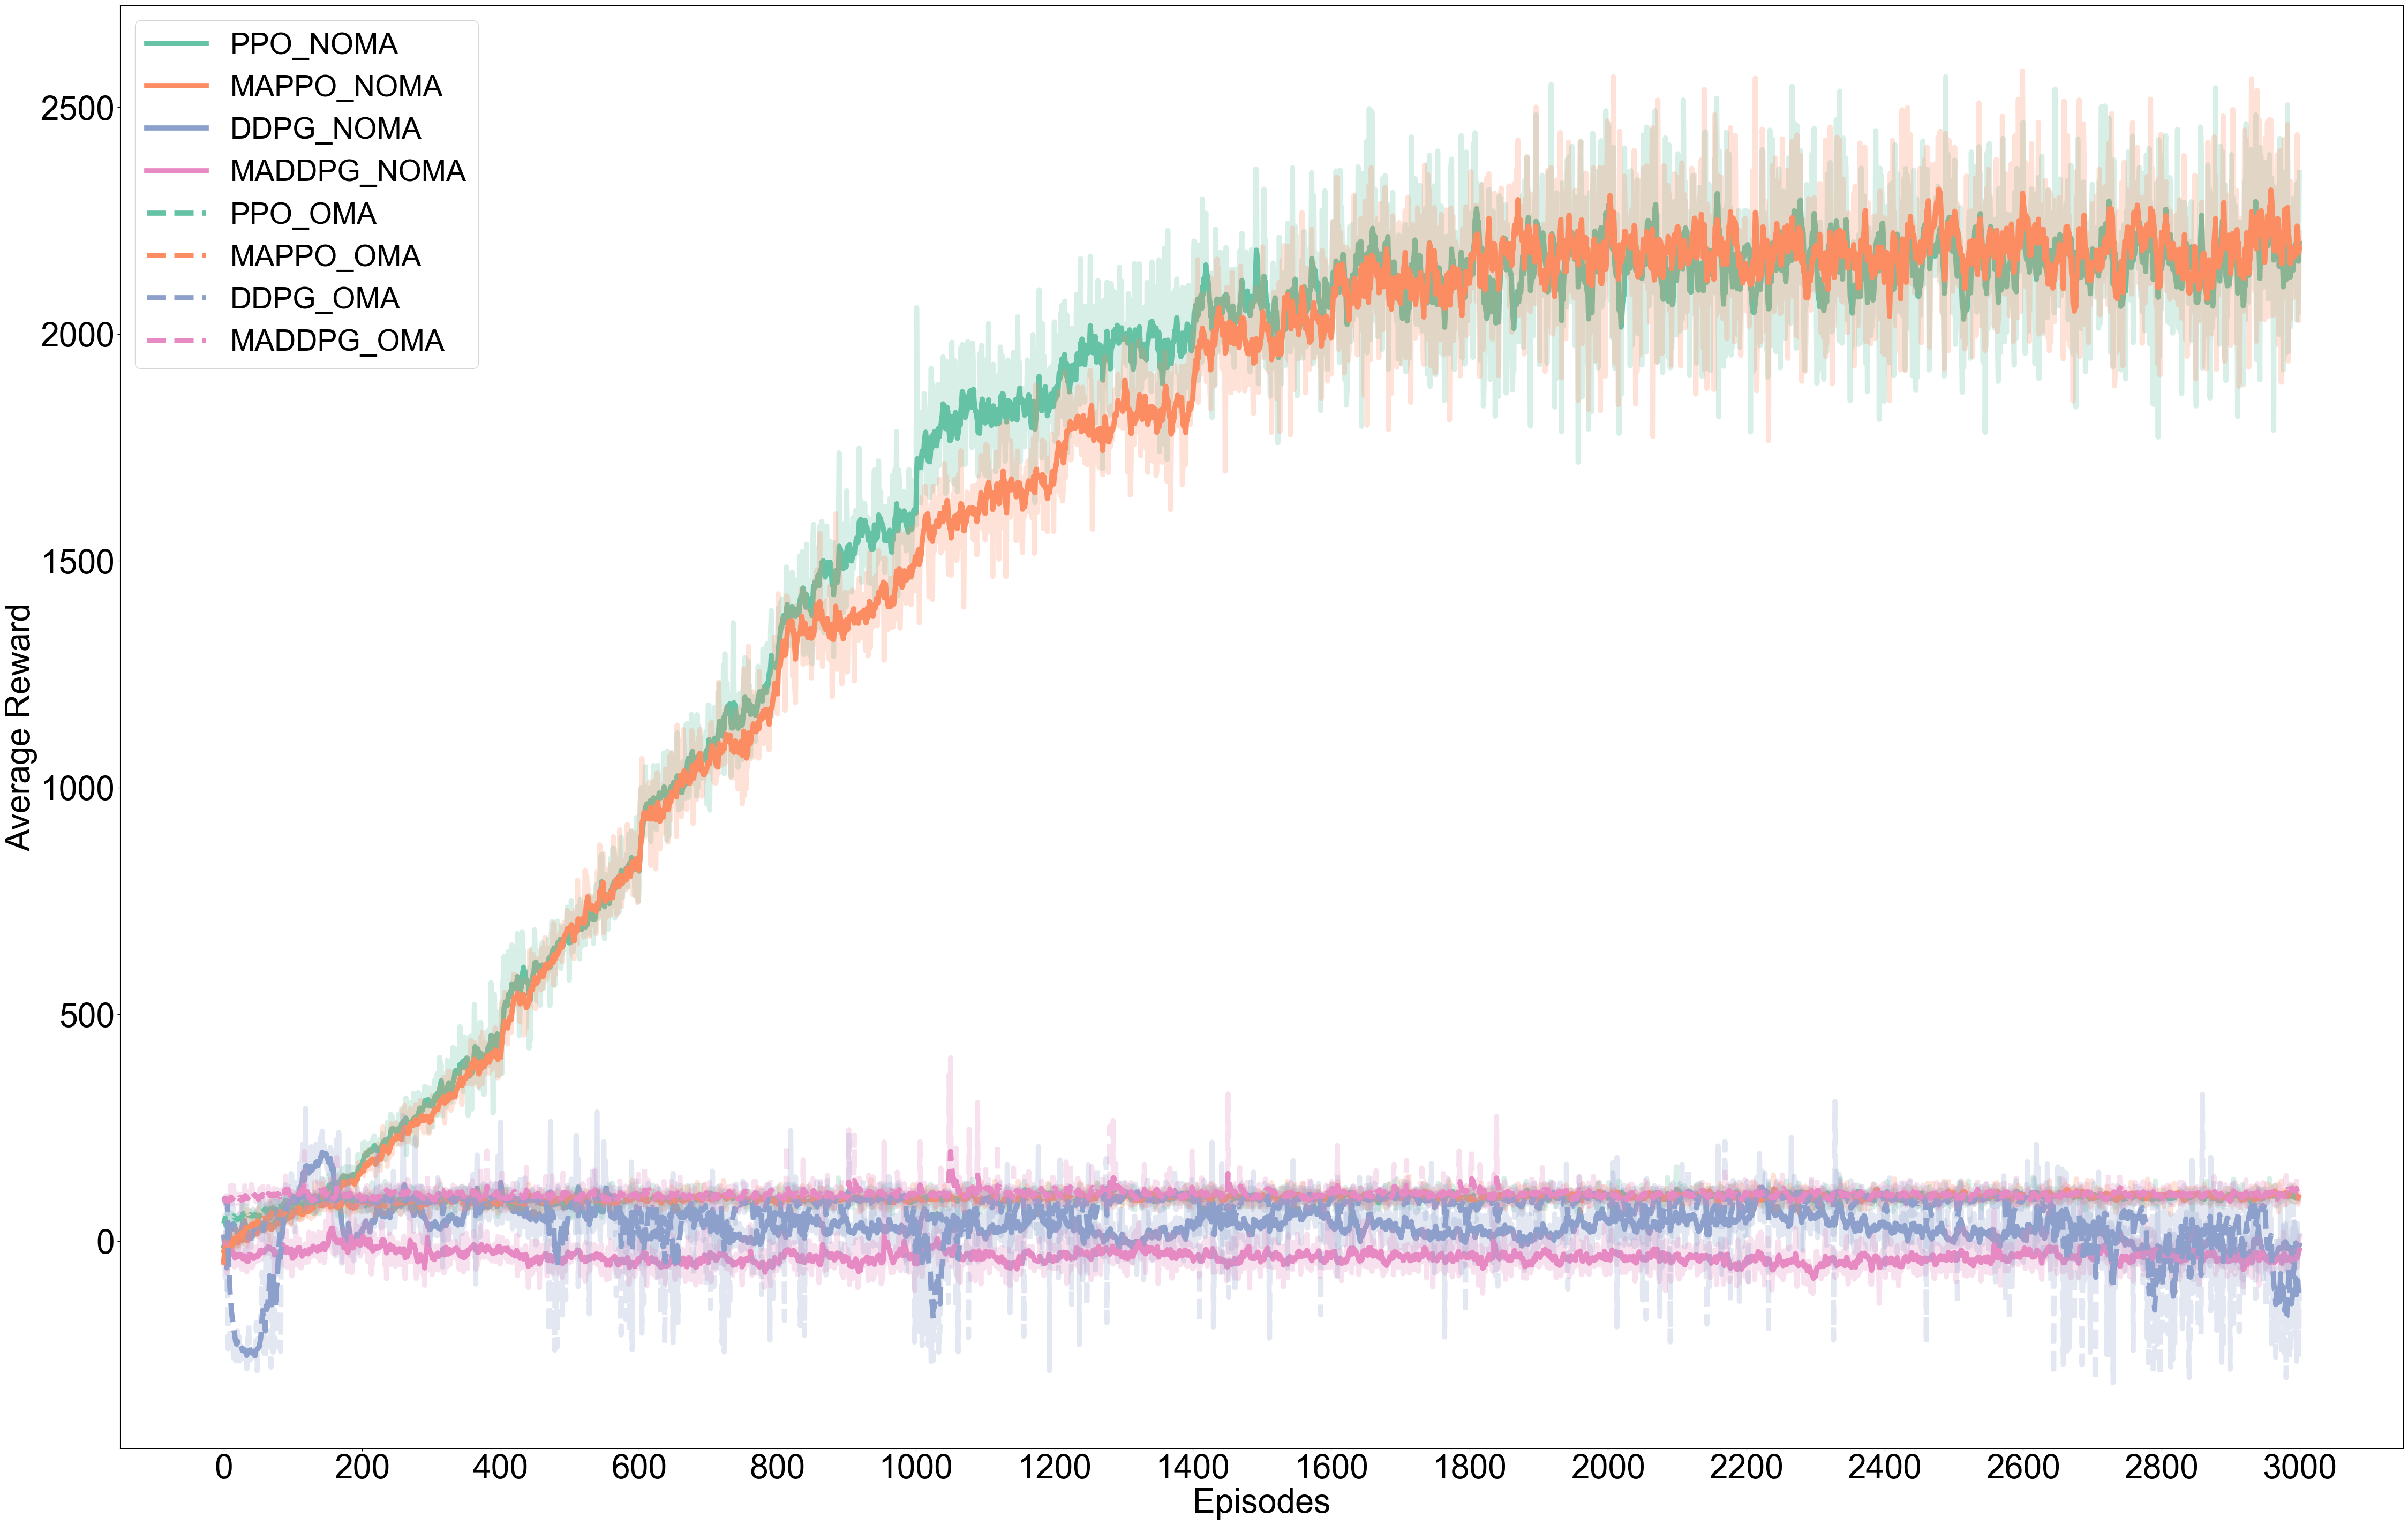 PPO_NOMA
MAPPO_NOMA
DDPG_NOMA
MADDPG_NOMA
PPO_OMA
MAPPO_OMA
DDPG_OMA
MADDPG_OMA
2500
2000
1500
1000
500
0
Average Reward
0 200 400 600 800 1000 1200 1400 1600 1800 2000 2200 2400 2600 2800 3000
Episodes